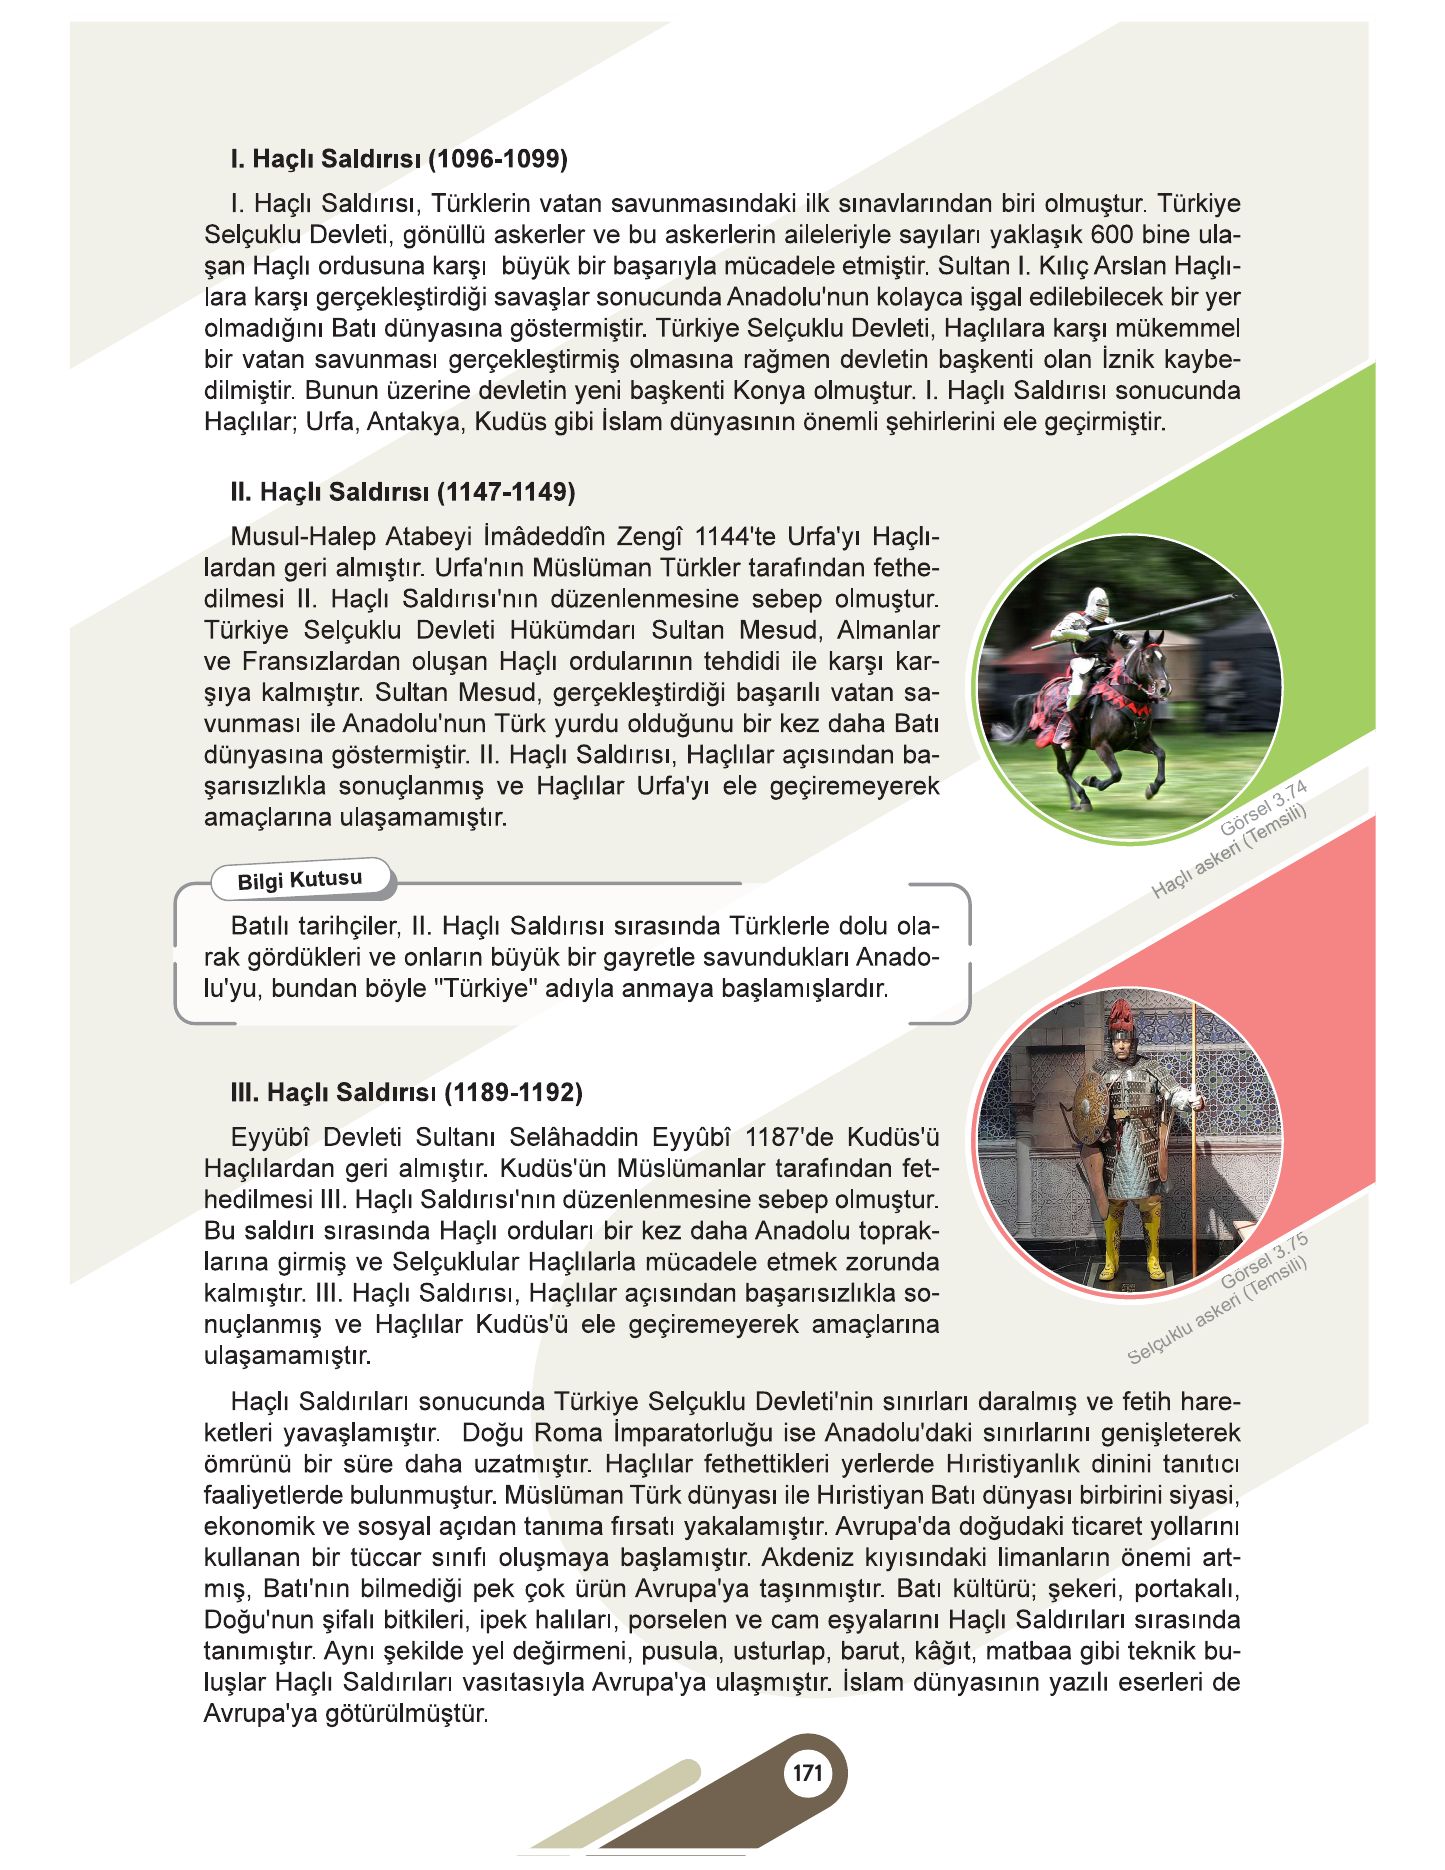 I. Haçlı Saldırısı (1096-1099)
I. Haçlı Saldırısı, Türklerin vatan savunmasındaki ilk sınavlarından biri olmuştur. Türkiye
Selçuklu Devleti, gönüllü askerler ve bu askerlerin aileleriyle sayıları yaklaşık 600 bine ula-
şan Haçlı ordusuna karşı büyük bir başarıyla mücadele etmiştir. Sultan I. Kılıç Arslan Haçlı-
lara karşı gerçekleştirdiği savaşlar sonucunda Anadolu'nun kolayca işgal edilebilecek bir yer
olmadığını Batı dünyasına göstermiştir. Türkiye Selçuklu Devleti, Haçlılara karşı mükemmel
bir vatan savunması gerçekleştirmiş olmasına rağmen devletin başkenti olan İznik kaybe-
dilmiştir. Bunun üzerine devletin yeni başkenti Konya olmuştur. I. Haçlı Saldırısı sonucunda
Haçlılar; Urfa, Antakya, Kudüs gibi İslam dünyasının önemli şehirlerini ele geçirmiştir.
II. Haçlı Saldırısı (1147-1149)
Musul-Halep Atabeyi İmâdeddîn Zengî 1144'te Urfa'yı Haçlı-
lardan geri almıştır. Urfa'nın Müslüman Türkler tarafından fethe-
dilmesi II. Haçlı Saldırısı'nın düzenlenmesine sebep olmuştur.
Türkiye Selçuklu Devleti Hükümdarı Sultan Mesud, Almanlar
ve Fransızlardan oluşan Haçlı ordularının tehdidi ile karşı kar-
şıya kalmıştır. Sultan Mesud, gerçekleştirdiği başarılı vatan sa-
vunması ile Anadolu'nun Türk yurdu olduğunu bir kez daha Batı
dünyasına göstermiştir. II. Haçlı Saldırısı, Haçlılar açısından ba-
şarısızlıkla sonuçlanmış ve Haçlılar Urfa'yı ele geçiremeyerek
amaçlarına ulaşamamıştır.
Görsel 3.74
Haçlı askeri (Temsili)
Bilgi Kutusu
Batılı tarihçiler, II. Haçlı Saldırısı sırasında Türklerle dolu ola-
rak gördükleri ve onların büyük bir gayretle savundukları Anado-
lu'yu, bundan böyle "Türkiye" adıyla anmaya başlamışlardır.
III. Haçlı Saldırısı (1189-1192)
Eyyübî Devleti Sultanı Selâhaddin Eyyûbî 1187'de Kudüs'ü
Haçlılardan geri almıştır. Kudüs'ün Müslümanlar tarafından fet-
hedilmesi III. Haçlı Saldırısı'nın düzenlenmesine sebep olmuştur.
Bu saldırı sırasında Haçlı orduları bir kez daha Anadolu toprak-
larına girmiş ve Selçuklular Haçlılarla mücadele etmek zorunda
kalmıştır. III. Haçlı Saldırısı, Haçlılar açısından başarısızlıkla so-
nuçlanmış ve Haçlılar Kudüs'ü ele geçiremeyerek amaçlarına
ulaşamamıştır.
Görsel 3.75
Selçuklu askeri (Temsili)
Haçlı Saldırıları sonucunda Türkiye Selçuklu Devleti'nin sınırları daralmış ve fetih hare-
ketleri yavaşlamıştır. Doğu Roma İmparatorluğu ise Anadolu'daki sınırlarını genişleterek
ömrünü bir süre daha uzatmıştır. Haçlılar fethettikleri yerlerde Hıristiyanlık dinini tanıtıcı
faaliyetlerde bulunmuştur. Müslüman Türk dünyası ile Hıristiyan Batı dünyası birbirini siyasi,
ekonomik ve sosyal açıdan tanıma fırsatı yakalamıştır. Avrupa'da doğudaki ticaret yollarını
kullanan bir tüccar sınıfı oluşmaya başlamıştır. Akdeniz kıyısındaki limanların önemi art-
mış, Batı'nın bilmediği pek çok ürün Avrupa'ya taşınmıştır. Batı kültürü; şekeri, portakalı,
Doğu'nun şifalı bitkileri, ipek halıları, porselen ve cam eşyalarını Haçlı Saldırıları sırasında
tanımıştır. Aynı şekilde yel değirmeni, pusula, usturlap, barut, kâğıt, matbaa gibi teknik bu-
luşlar Haçlı Saldırıları vasıtasıyla Avrupa'ya ulaşmıştır. İslam dünyasının yazılı eserleri de
Avrupa'ya götürülmüştür.
171